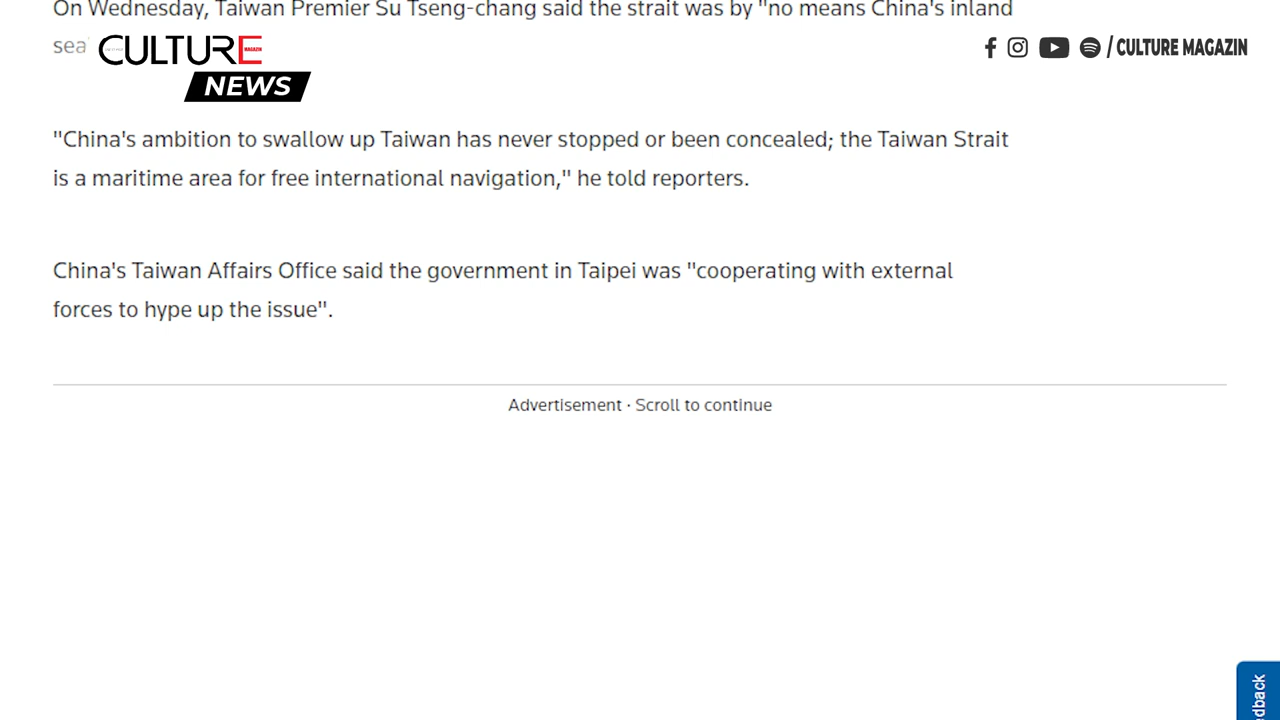 On Wednesday, Taiwan Premier Su Tseng-chang said the strait was by "no means China's inland
sea
CULTURE
MAGAZIN
NEWS
/ CULTURE MAGAZIN
"China's ambition to swallow up Taiwan has never stopped or been concealed; the Taiwan Strait
is a maritime area for free international navigation," he told reporters.
China's Taiwan Affairs Office said the government in Taipei was "cooperating with external
forces to hype up the issue".
Advertisement · Scroll to continue
dback